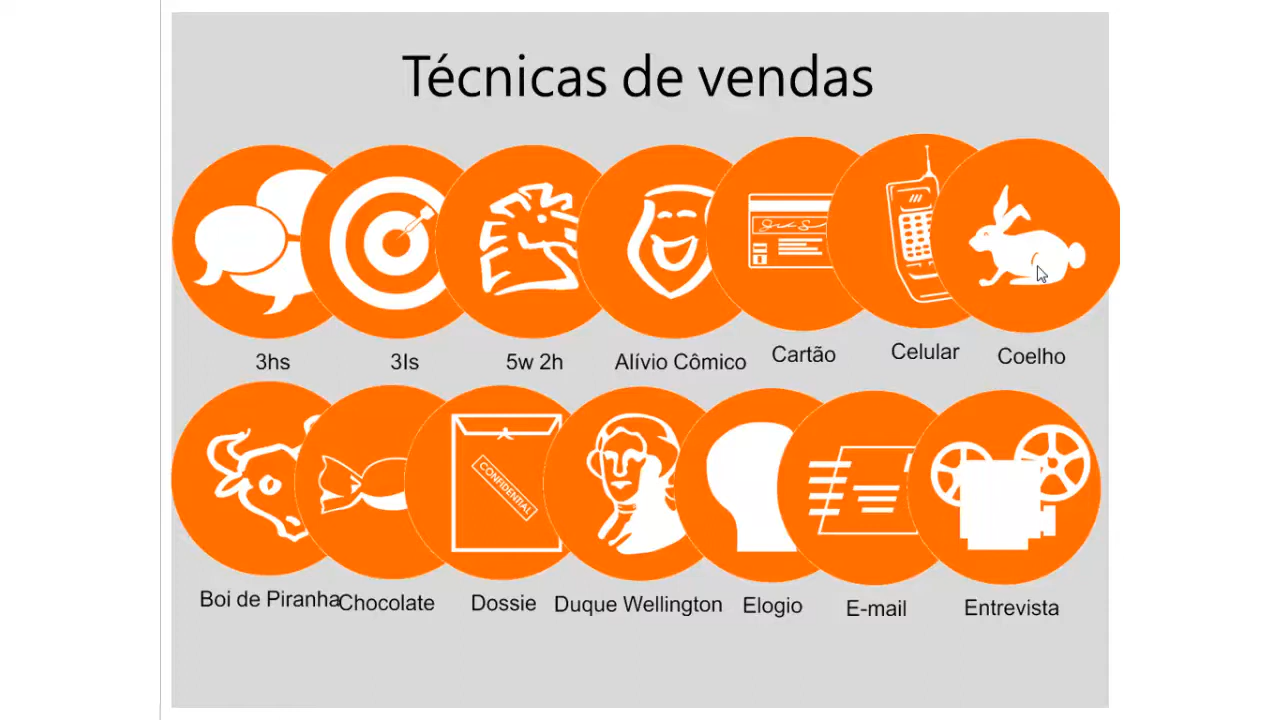 Técnicas de vendas
3hs
3Is
5w 2h
Alívio Cômico
Cartão
Celular
Coelho
CONFIDENTIAL
Boi de Piranha
Chocolate
Dossie
Duque Wellington
Elogio
E-mail
Entrevista